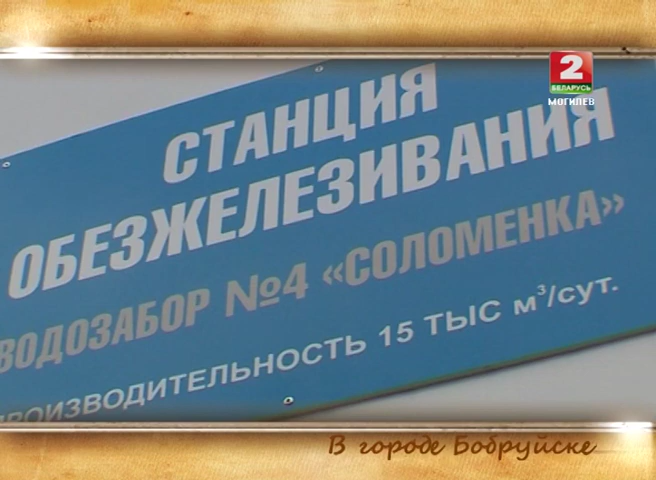 2
БЕЛАРУСЬ
МОГИЛЕВ
СТАНЦИЯ
ОБЕЗЖЕЛЕЗИВАНИЯ
ВОДОЗАБОР №4 «СОЛОМЕНКА»
ПРОИЗВОДИТЕЛЬНОСТЬ 15 ТЫС м³/сут.
В городе Бобруйске